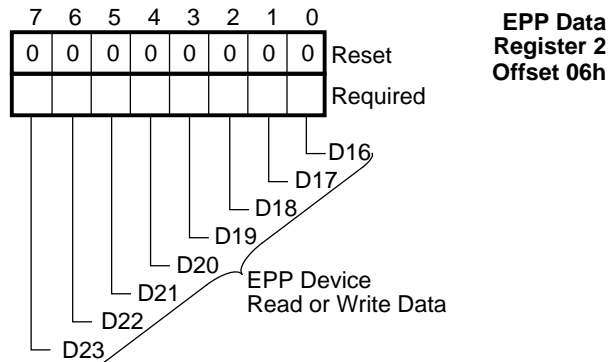 7 6 5 4 3 2 1 0
EPP Data
Register 2
Offset 06h
0 0 0 0 0 0 0 0 Reset
Required
D16
D17
D18
D19
D20
D21
D22
D23
EPP Device
Read or Write Data